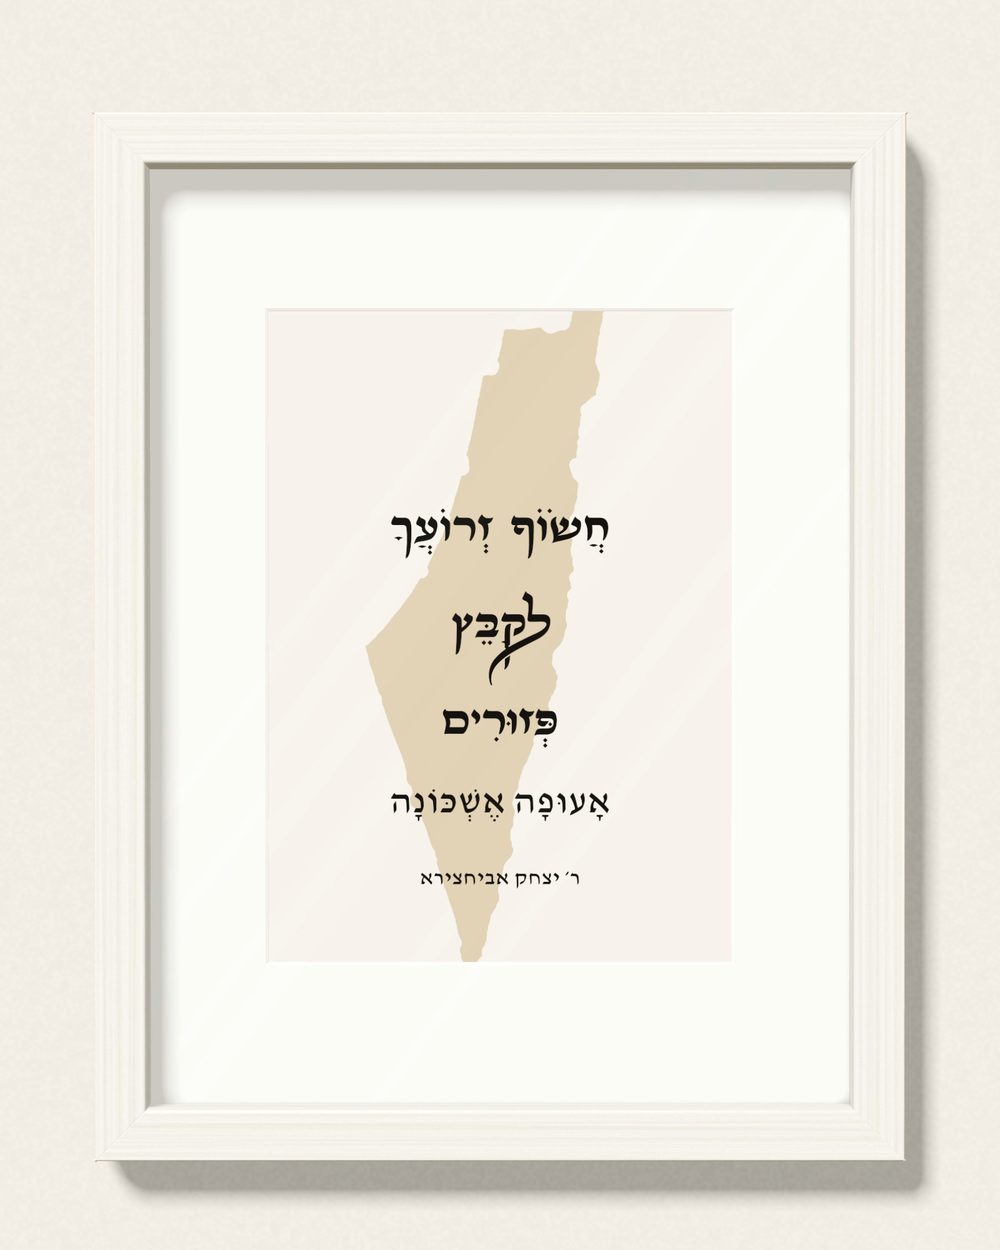 חֲשׂוֹף זְרוֹעֲךָ
לְקַבֵּץ
פְּזוּרִים
אָעוּפָה אֶשְׁכּוֹנָה
ר׳ יצחק אביחצירא